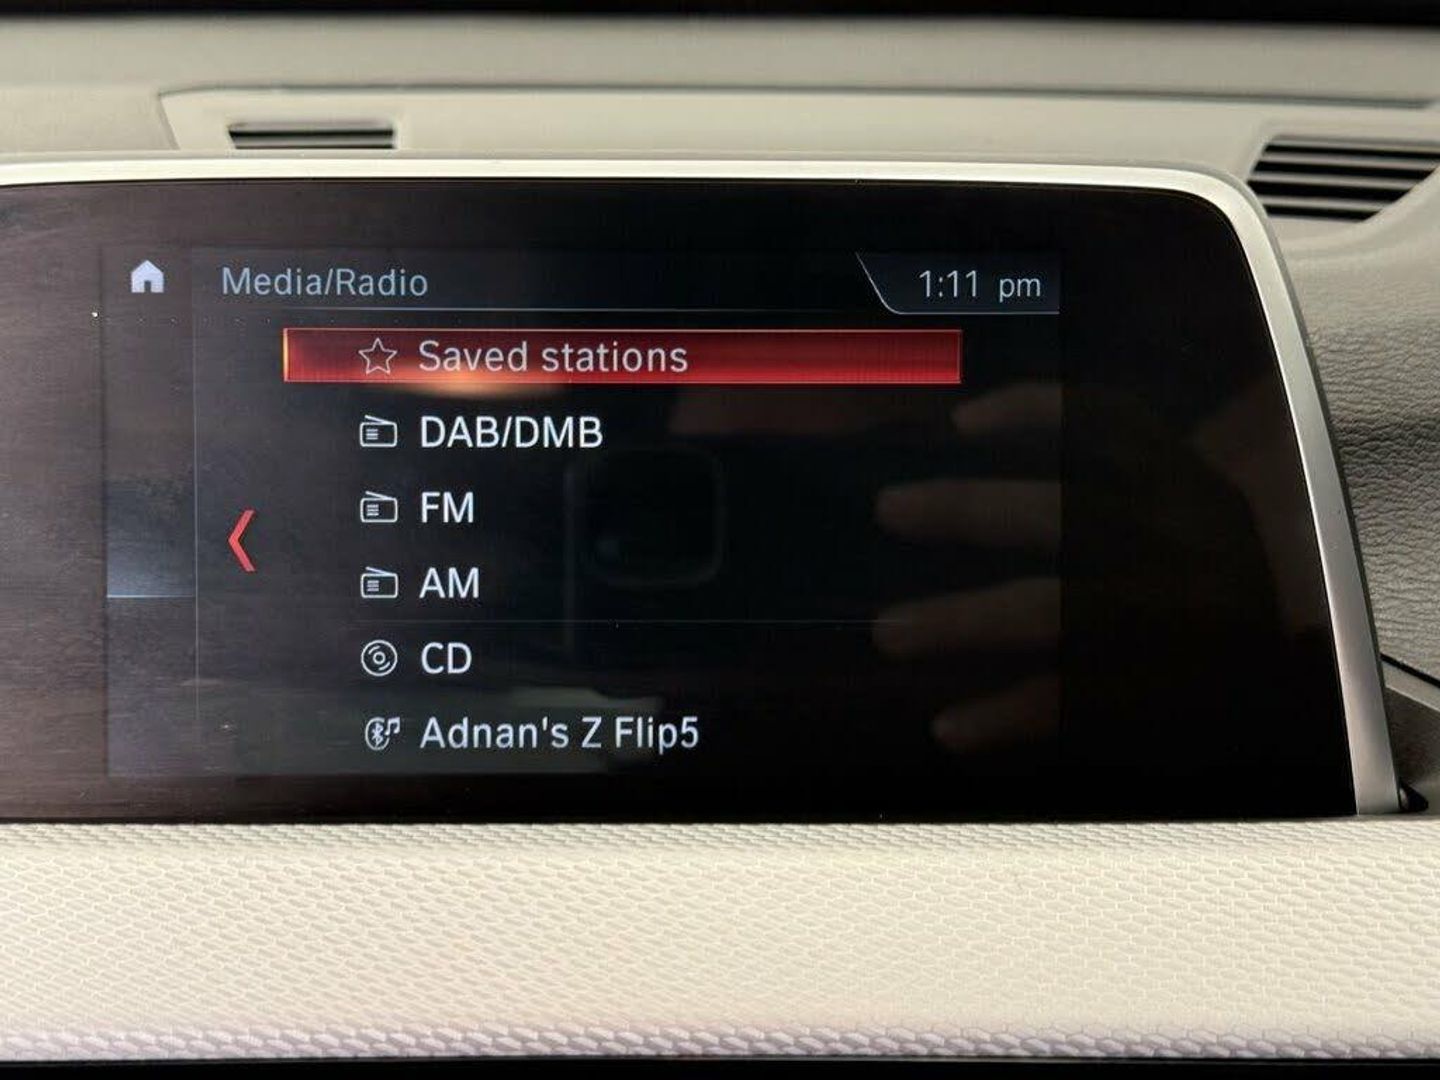 Media/Radio
1:11 pm
Saved stations
DAB/DMB
FM
AM
CD
Adnan's Z Flip5